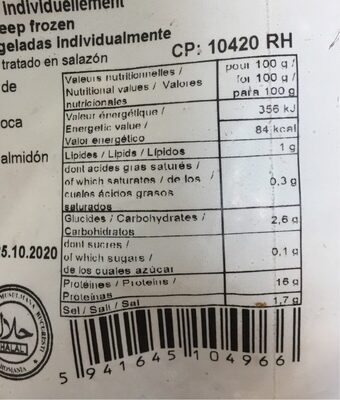 individuellement
eep frozen
geladas individualmente
tratado en salazón
CP: 10420 RH
de
oca
almidón
5.10.2020
Valeurs nutritionnelles /
Nutritional values / Valores
nutricionales
pour 100 g /
for 100 g /
para 100 g
Valeur énergétique /
Energetic value /
Valor energético
356 kJ
84 kcal
Lipides / Lipids / Lípidos
1 g
dont acides gras saturés /
of which saturates / de los
cuales ácidos grasos
saturados
0.3 g
Glucides / Carbohydrates /
Carbohidratos
2,6 g
dont sucres /
of which sugars /
de los cuales azúcar
0,1 g
Protéines / Proteins /
Proteínas
16 g
Sel / Salt / Sal
1,7 g
حلال
HALAL
ROMANIA
5 941645 104966